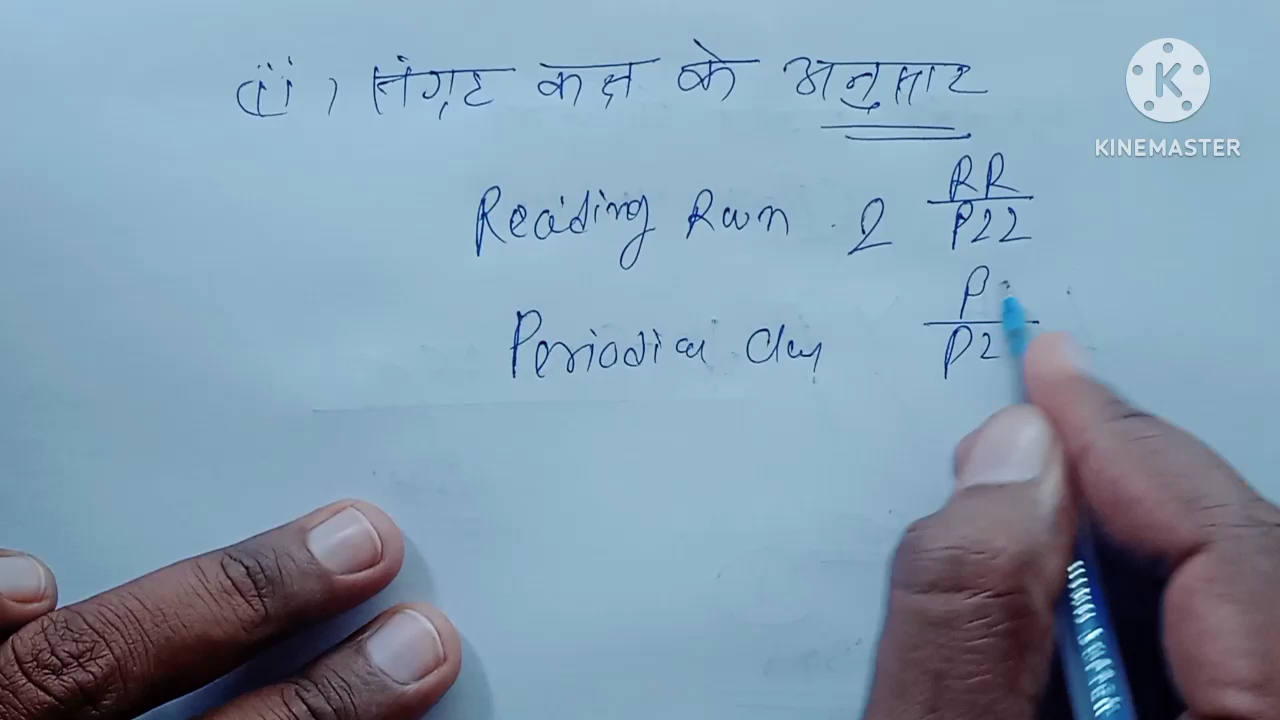 (ii) संग्रह कक्ष के अनुसार
K
KINEMASTER
Reading Room 2 RR
P22
P
Periodical P2